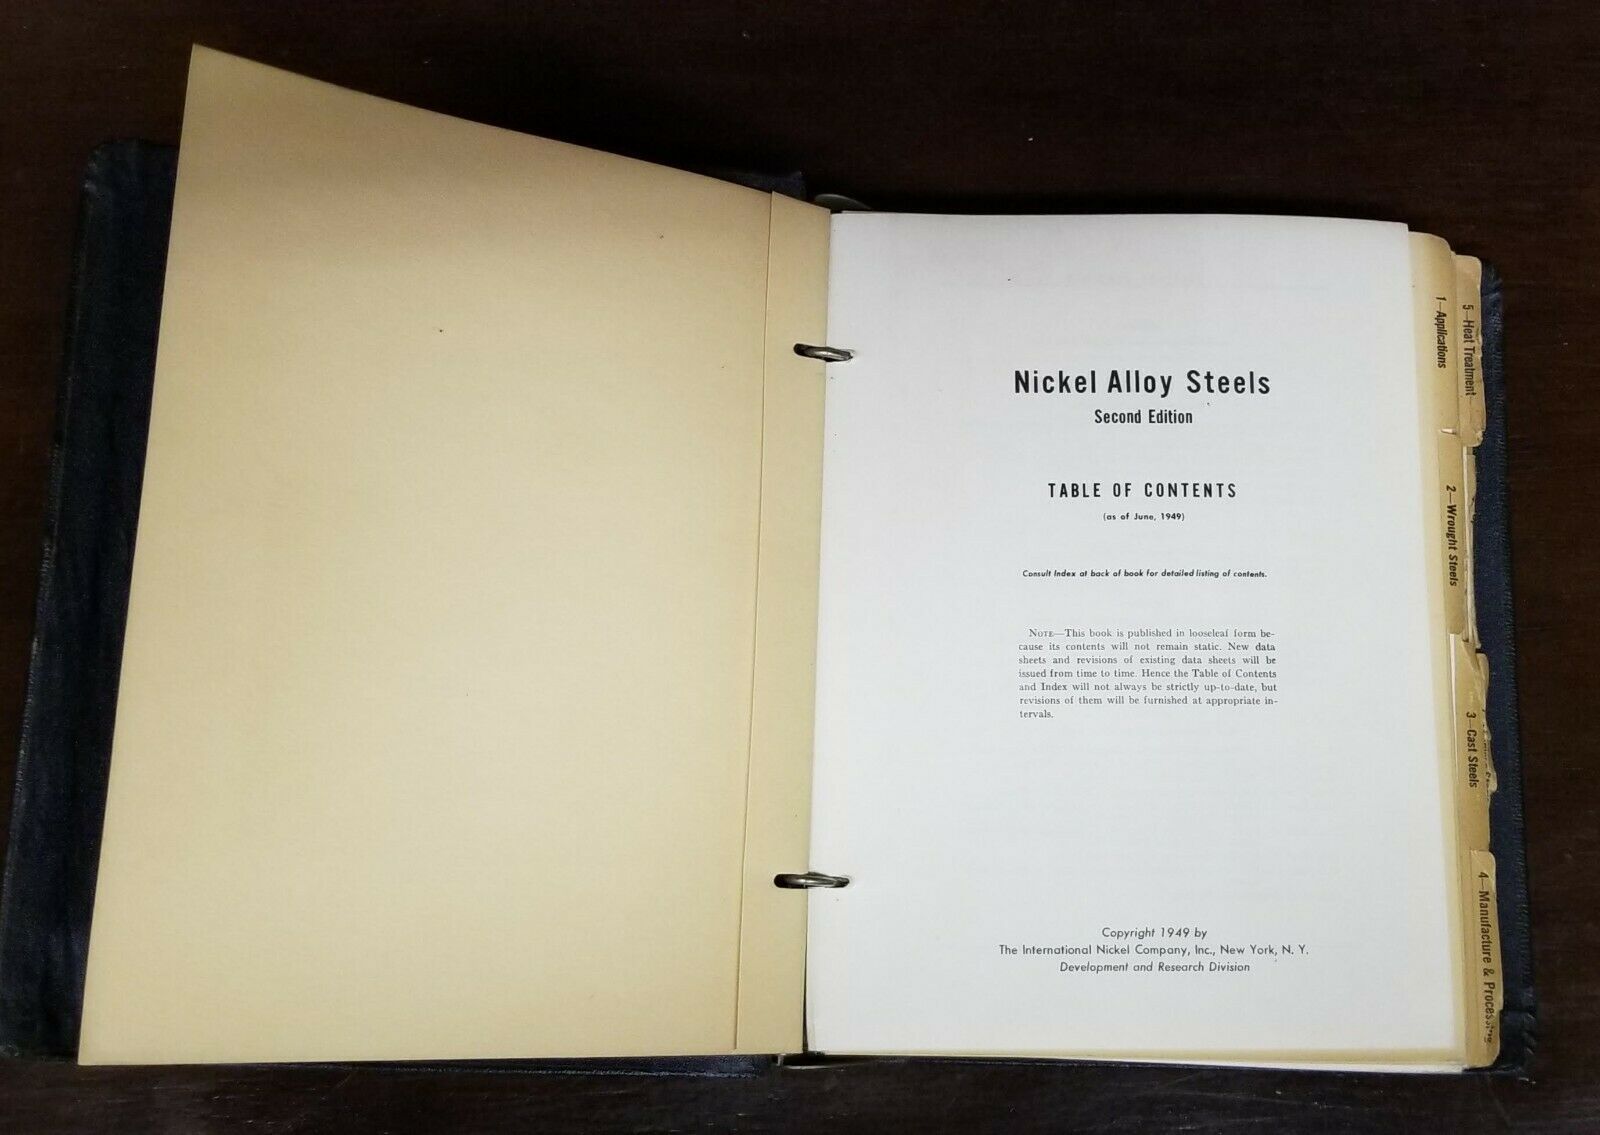 Nickel Alloy Steels
Second Edition
TABLE OF CONTENTS
(as of June, 1949)
Consult Index at back of book for detailed listing of contents.
NOTE—This book is published in looseleaf form be-
cause its contents will not remain static. New data
sheets and revisions of existing data sheets will be
issued from time to time. Hence the Table of Contents
and Index will not always be strictly up-to-date, but
revisions of them will be furnished at appropriate in-
tervals.
Copyright 1949 by
The International Nickel Company, Inc., New York, N. Y.
Development and Research Division
1—Applications
2—Wrought Steels
3—Cast Steels
4—Manufacture & Processing
5—Heat Treatment